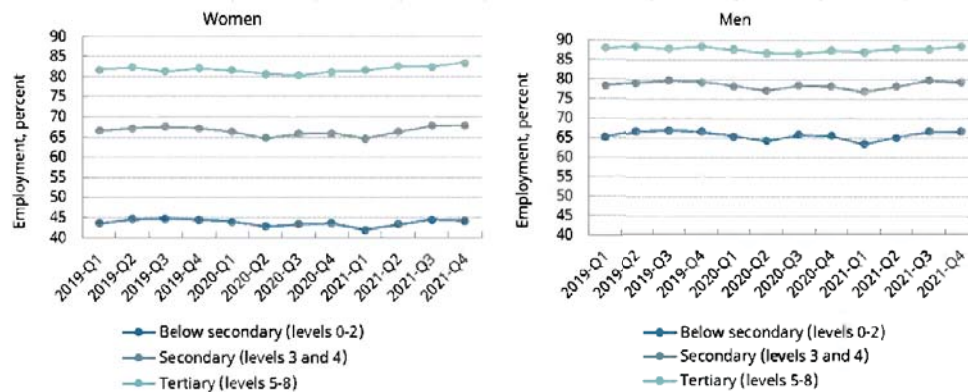 Women
Employment, percent
90
85
80
75
70
65
60
55
50
45
40
2019-Q1
2019-Q2
2019-Q3
2019-Q4
2020-Q1
2020-Q2
2020-Q3
2020-Q4
2021-Q1
2021-Q2
2021-Q3
2021-Q4
Below secondary (levels 0-2)
Secondary (levels 3 and 4)
Tertiary (levels 5-8)
Men
Employment, percent
90
85
80
75
70
65
60
55
50
45
40
2019-Q1
2019-Q2
2019-Q3
2019-Q4
2020-Q1
2020-Q2
2020-Q3
2020-Q4
2021-Q1
2021-Q2
2021-Q3
2021-Q4
Below secondary (levels 0-2)
Secondary (levels 3 and 4)
Tertiary (levels 5-8)